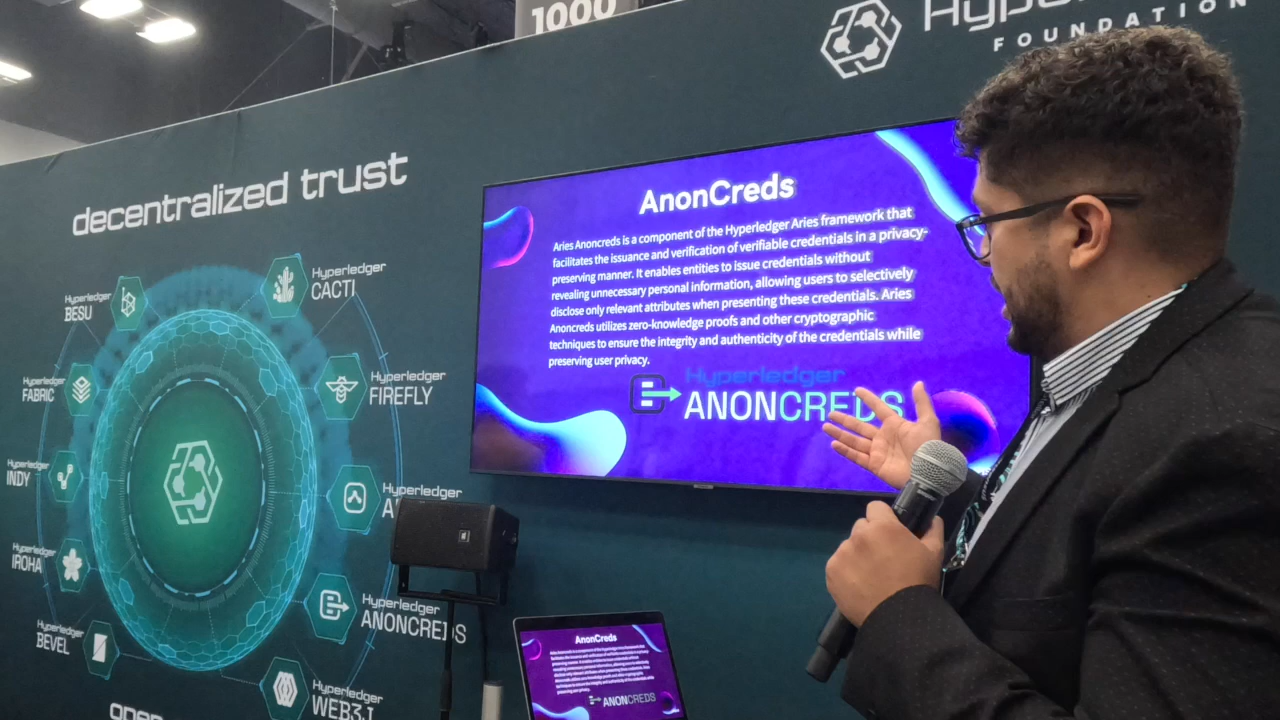 1000
Hyper
FOUNDATION
decentralized trust
Hyperledger
CACTI
Hyperledger
BESU
Hyperledger
FIREFLY
Hyperledger
FABRIC
Hyperledger
INDY
Hyperledger
A
Hyperledger
IROHA
Hyperledger
ANONCREDS
Hyperledger
BEVEL
Hyperledger
WEB3J
open
AnonCreds
Aries Anoncreds is a component of the Hyperledger Aries framework that
facilitates the issuance and verification of verifiable credentials in a privacy-
preserving manner. It enables entities to issue credentials without
revealing unnecessary personal information, allowing users to selectively
disclose only relevant attributes when presenting these credentials. Aries
Anoncreds utilizes zero-knowledge proofs and other cryptographic
techniques to ensure the integrity and authenticity of the credentials while
preserving user privacy.
Hyperledger
ANONCREDS
AnonCreds
ANONCREDS